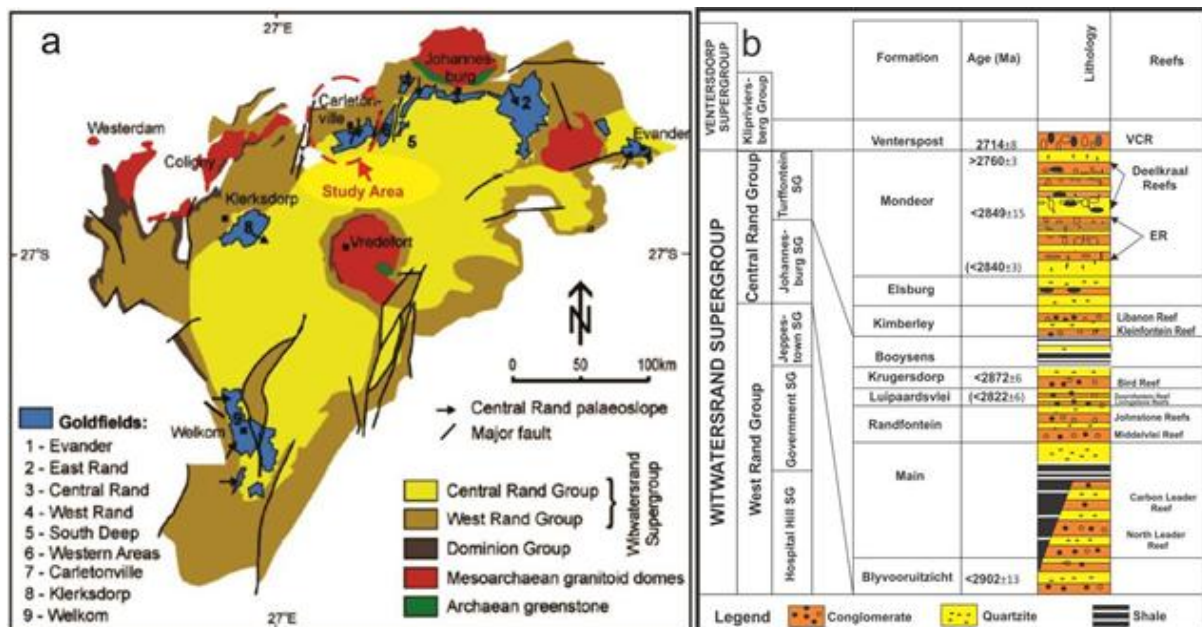 a
27°E
Johannes-
burg
Carleton-
ville
2
Westerdam
Coligny
5
Evander
Study Area
Klerksdorp
8
Vredefort
27°S
27°S
N
0 50 100km
Central Rand palaeoslope
Major fault
Welkom
9
Goldfields:
1 - Evander
2 - East Rand
3 - Central Rand
4 - West Rand
5 - South Deep
6 - Western Areas
7 - Carletonville
8 - Klerksdorp
9 - Welkom
Central Rand Group
West Rand Group
Witwatersrand
Supergroup
Dominion Group
Mesoarchaean granitoid domes
Archaean greenstone
27°E
b
Formation
Age (Ma)
Lithology
Reefs
VENTERSDORP
SUPERGROUP
Klipriviers-
berg Group
Venterspost
2714±8
VCR
WITWATERSRAND SUPERGROUP
Central Rand Group
Turffontein
SG
Johannes-
burg SG
West Rand Group
Jeppes-
town SG
Government SG
Hospital Hill SG
>2760±3
Mondeor
<2849±15
(<2840±3)
Deelkraal
Reefs
ER
Elsburg
Kimberley
Libanon Reef
Kleinfontein Reef
Booysens
Krugersdorp
<2872±6
Bird Reef
Luipaardsvlei
(<2822±6)
Randfontein
Johnstone Reefs
Middelvlei Reef
Main
Carbon Leader
Reef
North Leader
Reef
Blyvooruitzicht
<2902±13
Legend
Conglomerate
Quartzite
Shale